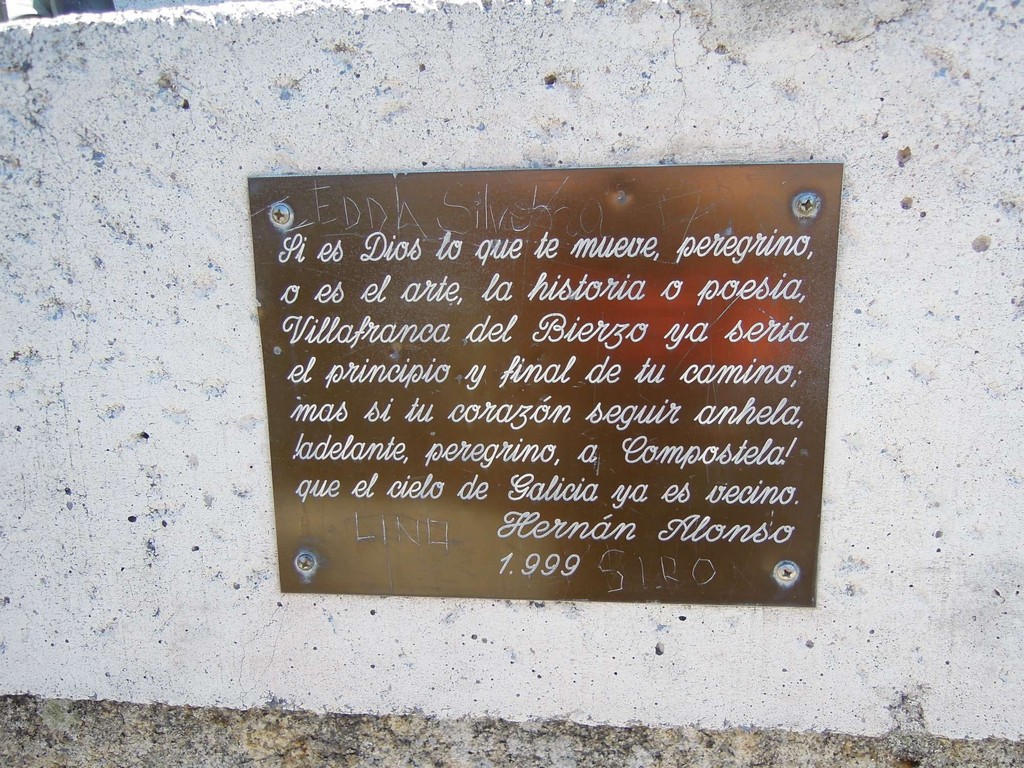 EDDA Silvana
Si es Dios lo que te mueve, peregrino,
o es el arte, la historia o poesia,
Villafranca del Bierzo ya seria
el principio y final de tu camino;
mas si tu corazón seguir anhela,
¡adelante, peregrino, a Compostela!
que el cielo de Galicia ya es vecino.
Hernán Alonso
LINO
1.999 SIRO